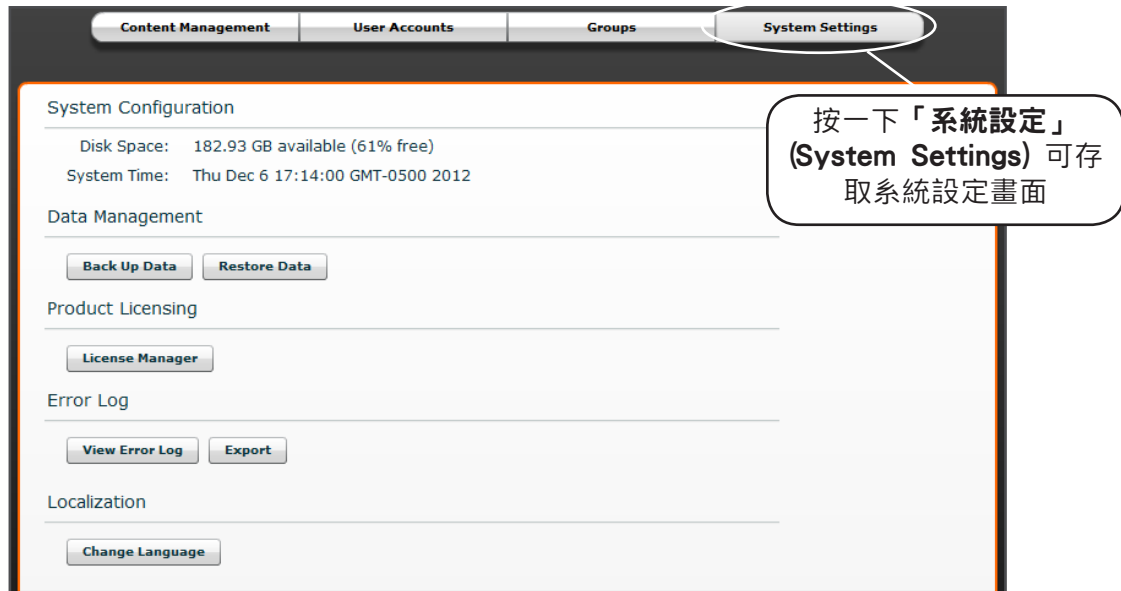 Content Management User Accounts Groups System Settings
System Configuration
Disk Space: 182.93 GB available (61% free)
System Time: Thu Dec 6 17:14:00 GMT-0500 2012
Data Management
Back Up Data Restore Data
Product Licensing
License Manager
Error Log
View Error Log Export
Localization
Change Language
按一下「系統設定」
(System Settings) 可存
取系統設定畫面